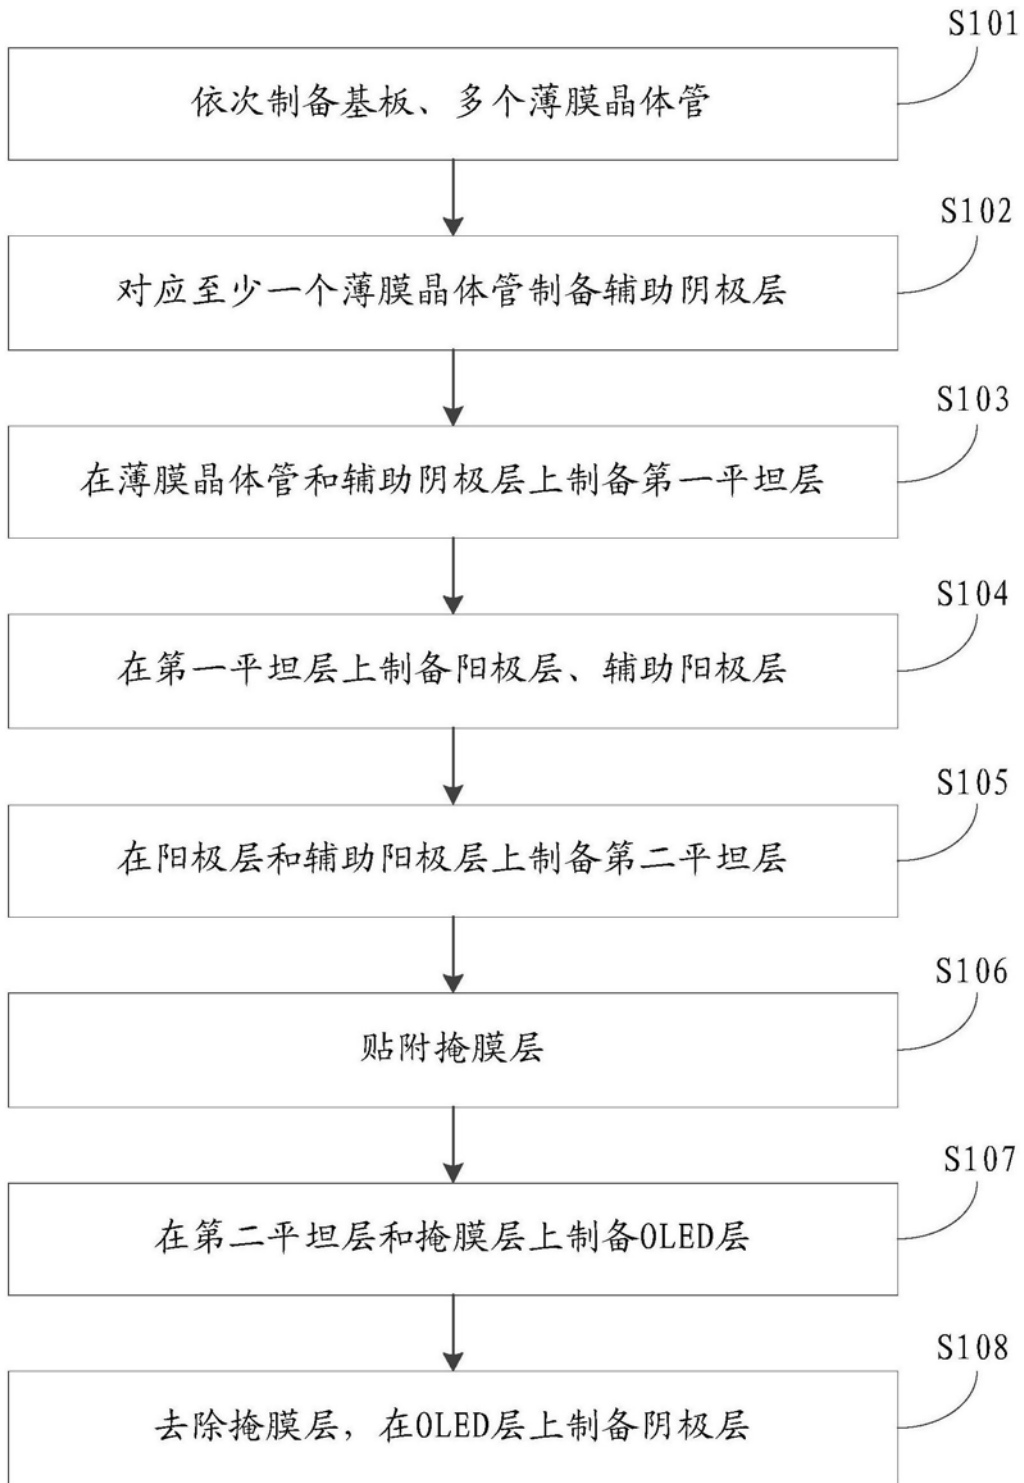 S101
依次制备基板、多个薄膜晶体管
S102
对应至少一个薄膜晶体管制备辅助阴极层
S103
在薄膜晶体管和辅助阴极层上制备第一平坦层
S104
在第一平坦层上制备阳极层、辅助阳极层
S105
在阳极层和辅助阳极层上制备第二平坦层
S106
贴附掩膜层
S107
在第二平坦层和掩膜层上制备OLED层
S108
去除掩膜层，在OLED层上制备阴极层